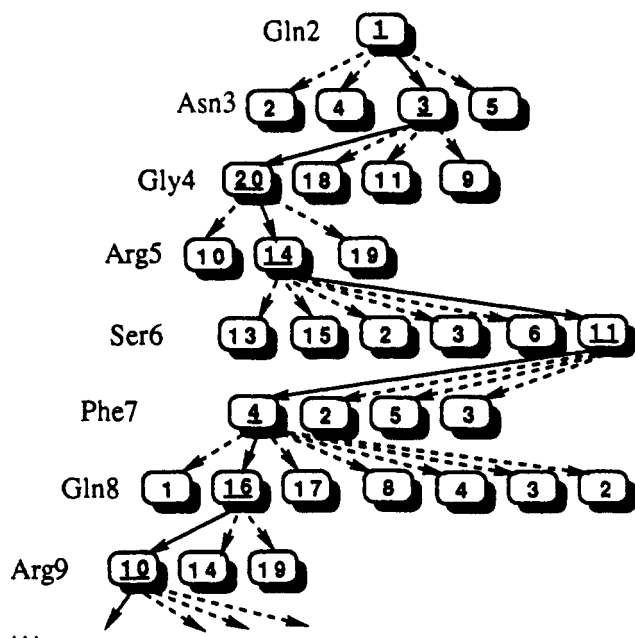 Gln2 1
Asn3 2 4 3 5
Gly4 20 18 11 9
Arg5 10 14 19
Ser6 13 15 2 3 6 11
Phe7 4 2 5 3
Gln8 1 16 17 8 4 3 2
Arg9 10 14 19
...